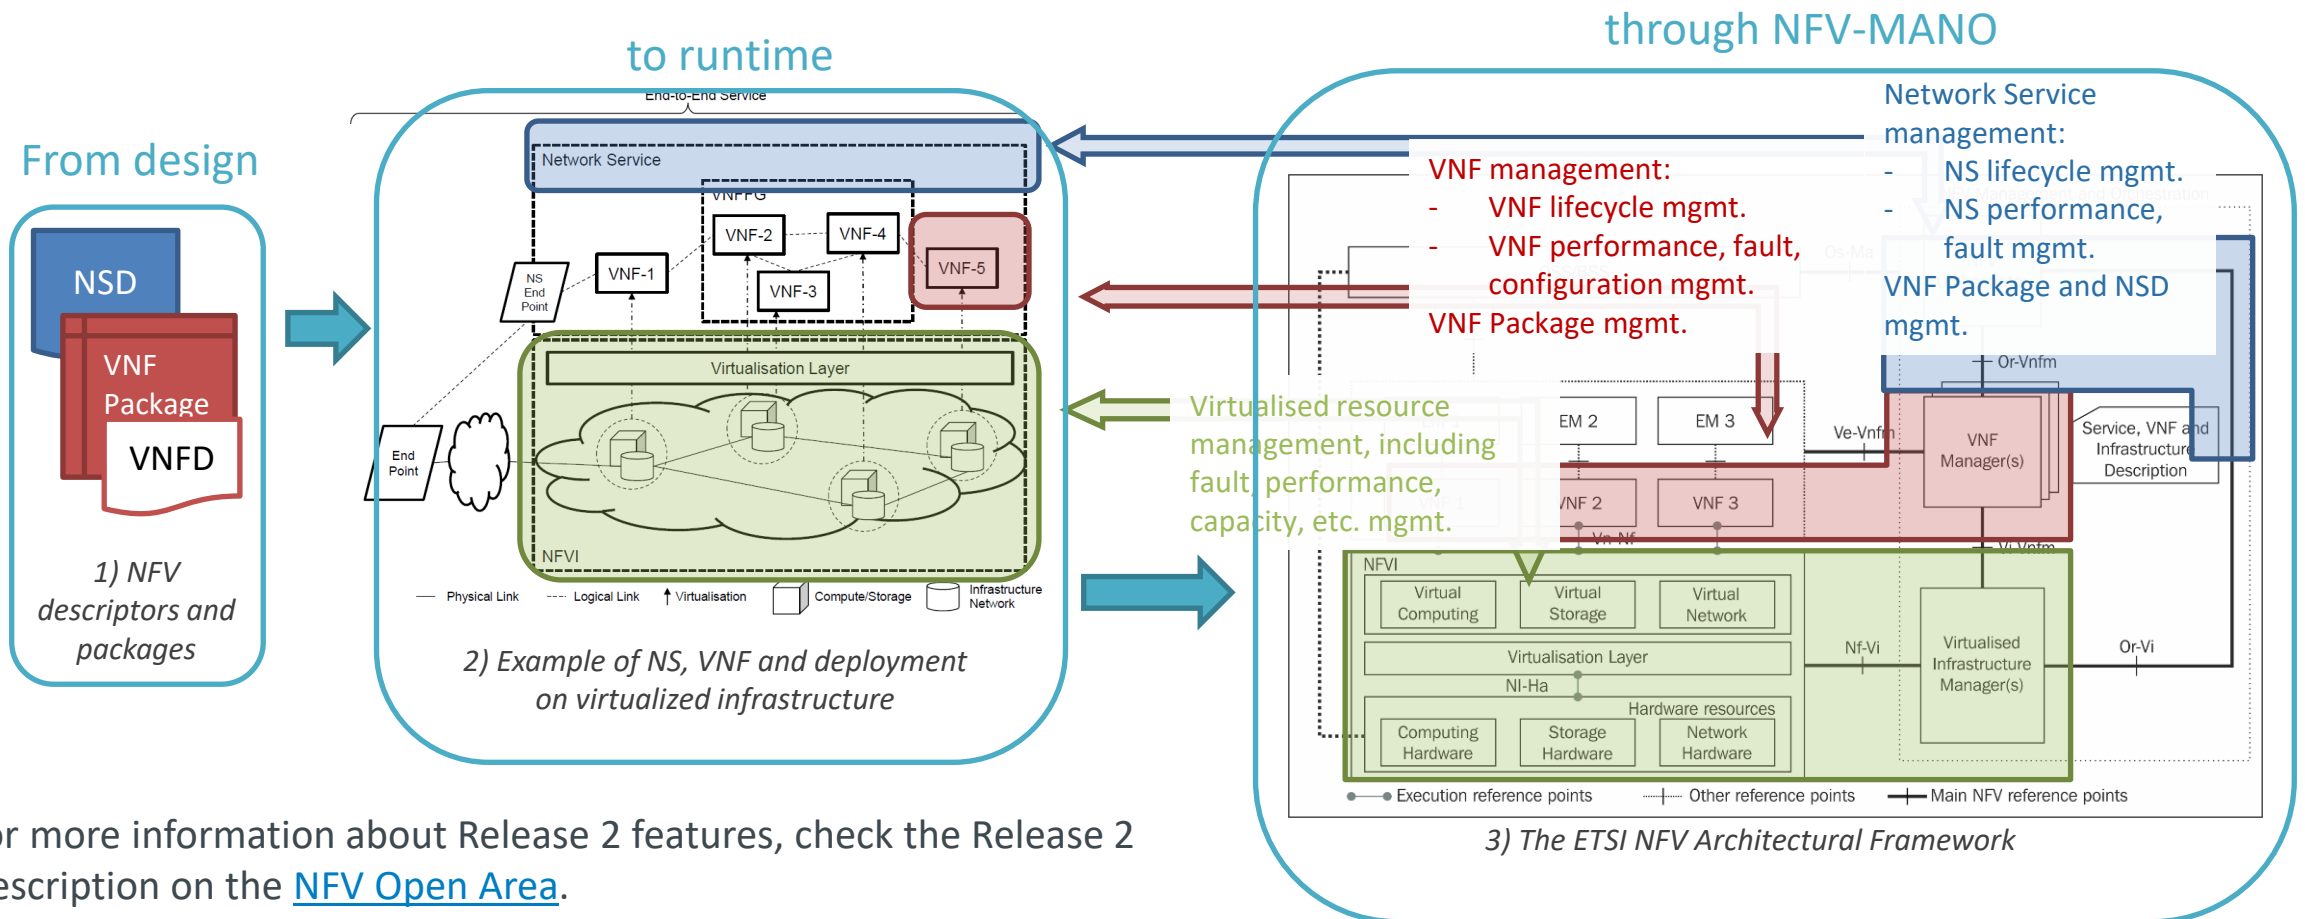 From design
NSD
VNF
Package
VNFD
1) NFV
descriptors and
packages
to runtime
End-to-End Service
Network Service
VNFFG
VNF-1
VNF-2
VNF-3
VNF-4
VNF-5
NS
End
Point
End
Point
Virtualisation Layer
NFVI
Physical Link
Logical Link
Virtualisation
Compute/Storage
Infrastructure
Network
2) Example of NS, VNF and deployment
on virtualized infrastructure
through NFV-MANO
Network Service
management:
- NS lifecycle mgmt.
- NS performance,
fault mgmt.
VNF Package and NSD
mgmt.
VNF management:
- VNF lifecycle mgmt.
- VNF performance, fault,
configuration mgmt.
VNF Package mgmt.
Virtualised resource
management, including
fault, performance,
capacity, etc. mgmt.
Os-Ma
Or-Vnfm
EM 2
EM 3
Ve-Vnfm
VNF
Manager(s)
Service, VNF and
Infrastructure
Description
VNF 1
VNF 2
VNF 3
Vn-Nf
Vi-Vnfm
NFVI
Virtual
Computing
Virtual
Storage
Virtual
Network
Virtualisation Layer
Nf-Vi
Virtualised
Infrastructure
Manager(s)
Or-Vi
NI-Ha
Hardware resources
Computing
Hardware
Storage
Hardware
Network
Hardware
Execution reference points
Other reference points
Main NFV reference points
3) The ETSI NFV Architectural Framework
or more information about Release 2 features, check the Release 2
escription on the NFV Open Area.